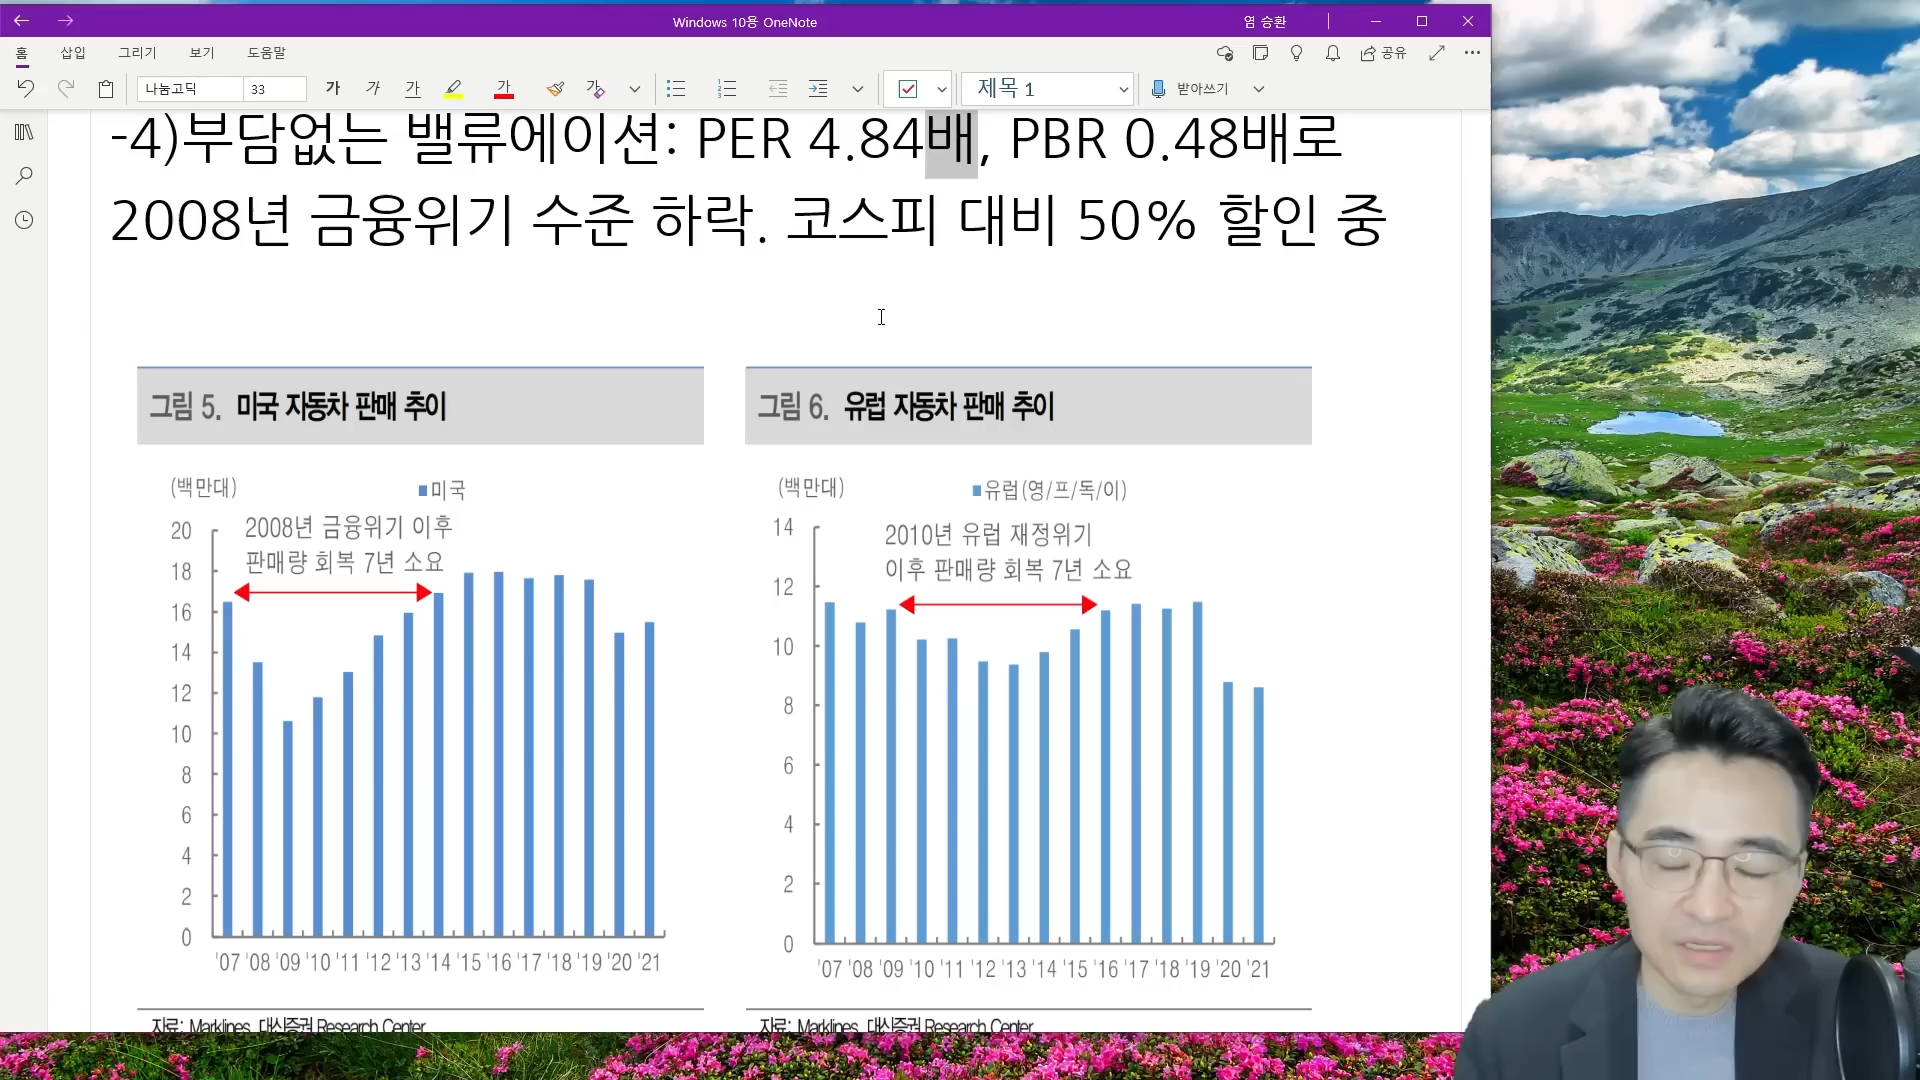 Windows 10용 OneNote
염 승환
홈 삽입 그리기 보기 도움말
공유
나눔고딕 33 가 가 가 가 가 제목 1 받아쓰기
-4)부담없는 밸류에이션: PER 4.84배, PBR 0.48배로
2008년 금융위기 수준 하락. 코스피 대비 50% 할인 중
그림 5. 미국 자동차 판매 추이
(백만대)
미국
2008년 금융위기 이후
판매량 회복 7년 소요
20
18
16
14
12
10
8
6
4
2
0
'07 '08 '09 '10 '11 '12 '13 '14 '15 '16 '17 '18 '19 '20 '21
자료: Marklines, 대신증권 Research Center
그림 6. 유럽 자동차 판매 추이
(백만대)
유럽(영/프/독/이)
2010년 유럽 재정위기
이후 판매량 회복 7년 소요
14
12
10
8
6
4
2
0
'07 '08 '09 '10 '11 '12 '13 '14 '15 '16 '17 '18 '19 '20 '21
자료: Marklines, 대신증권 Research Center